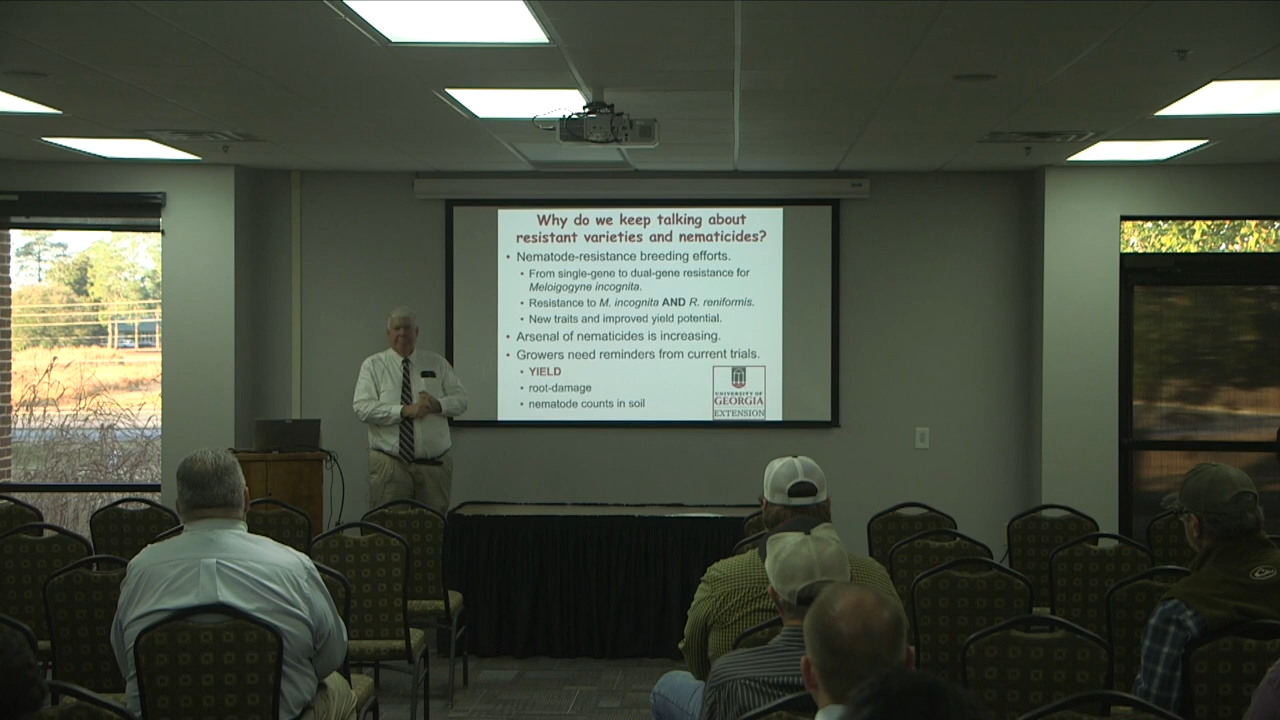 Why do we keep talking about
resistant varieties and nematicides?
• Nematode-resistance breeding efforts.
• From single-gene to dual-gene resistance for
Meloigogyne incognita.
• Resistance to M. incognita AND R. reniformis.
• New traits and improved yield potential.
• Arsenal of nematicides is increasing.
• Growers need reminders from current trials.
• YIELD
• root-damage
• nematode counts in soil
UNIVERSITY OF
GEORGIA
EXTENSION